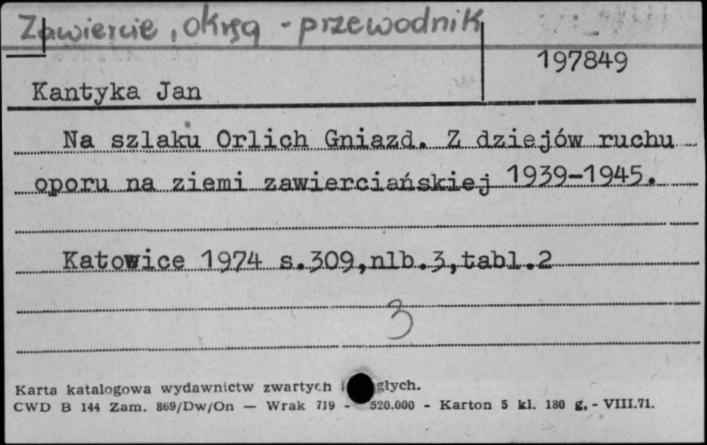 Zawiercie, okręg - przewodnik
197849
Kantyka Jan
Na szlaku Orlich Gniazd. Z dziejów ruchu
oporu na ziemi zawierciańskiej 1939-1945.
Katowice 1974 s.309,nlb.3,tabl.2
3
Karta katalogowa wydawnictw zwartych i
CWD B 144 Zam. 869/Dw/On — Wrak 719 - 520.000 - Karton 5 kl. 180 g. - VIII.71.